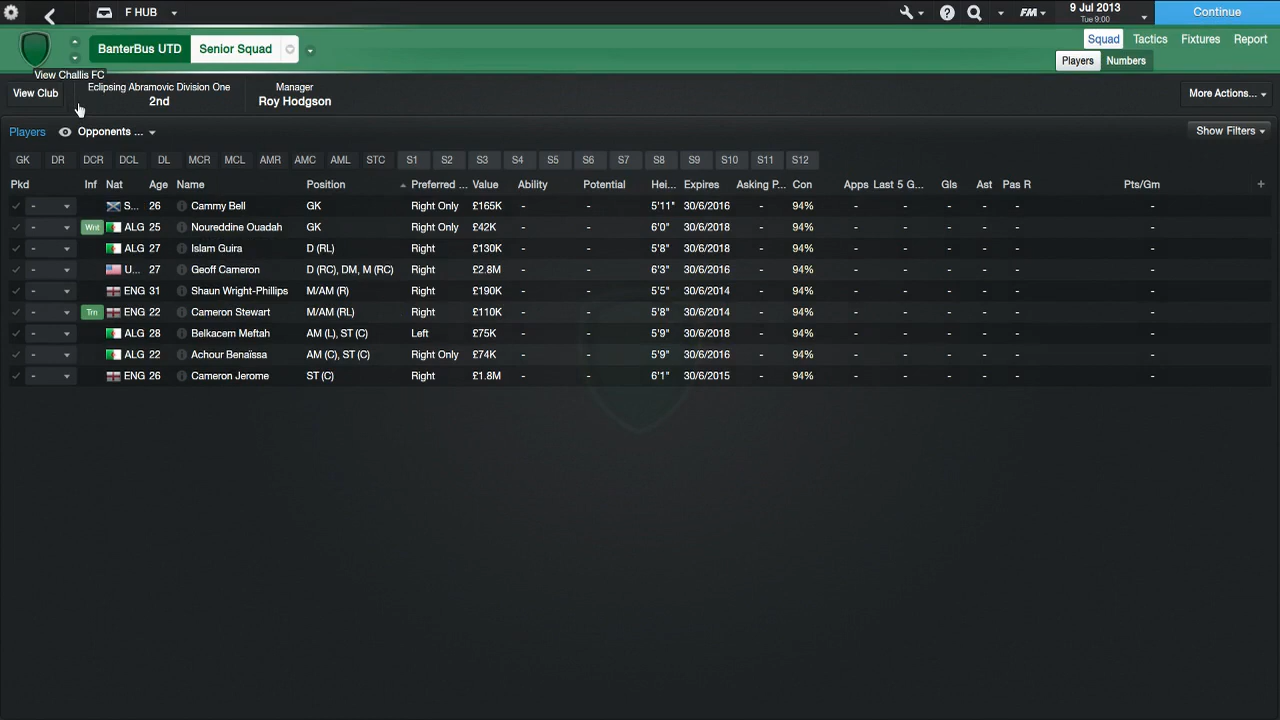 F HUB
FM
9 Jul 2013
Tue 9:00
Continue
BanterBus UTD Senior Squad
Squad Tactics Fixtures Report
Players Numbers
View Challis FC
View Club
Eclipsing Abramovic Division One
2nd
Manager
Roy Hodgson
More Actions...
Players Opponents ...
Show Filters
GK DR DCR DCL DL MCR MCL AMR AMC AML STC S1 S2 S3 S4 S5 S6 S7 S8 S9 S10 S11 S12
Pkd Inf Nat Age Name Position Preferred ... Value Ability Potential Hei... Expires Asking P... Con Apps Last 5 G... Gls Ast Pas R Pts/Gm +
- S... 26 Cammy Bell GK Right Only £165K - - 5'11" 30/6/2016 - 94% - - - - - -
- Wnt ALG 25 Noureddine Ouadah GK Right Only £42K - - 6'0" 30/6/2018 - 94% - - - - - -
- ALG 27 Islam Guira D (RL) Right £130K - - 5'8" 30/6/2018 - 94% - - - - - -
- U... 27 Geoff Cameron D (RC), DM, M (RC) Right £2.8M - - 6'3" 30/6/2016 - 94% - - - - - -
- ENG 31 Shaun Wright-Phillips M/AM (R) Right £190K - - 5'5" 30/6/2014 - 94% - - - - - -
- Trn ENG 22 Cameron Stewart M/AM (RL) Right £110K - - 5'8" 30/6/2014 - 94% - - - - - -
- ALG 28 Belkacem Meftah AM (L), ST (C) Left £75K - - 5'9" 30/6/2018 - 94% - - - - - -
- ALG 22 Achour Benaïssa AM (C), ST (C) Right Only £74K - - 5'9" 30/6/2016 - 94% - - - - - -
- ENG 26 Cameron Jerome ST (C) Right £1.8M - - 6'1" 30/6/2015 - 94% - - - - - -